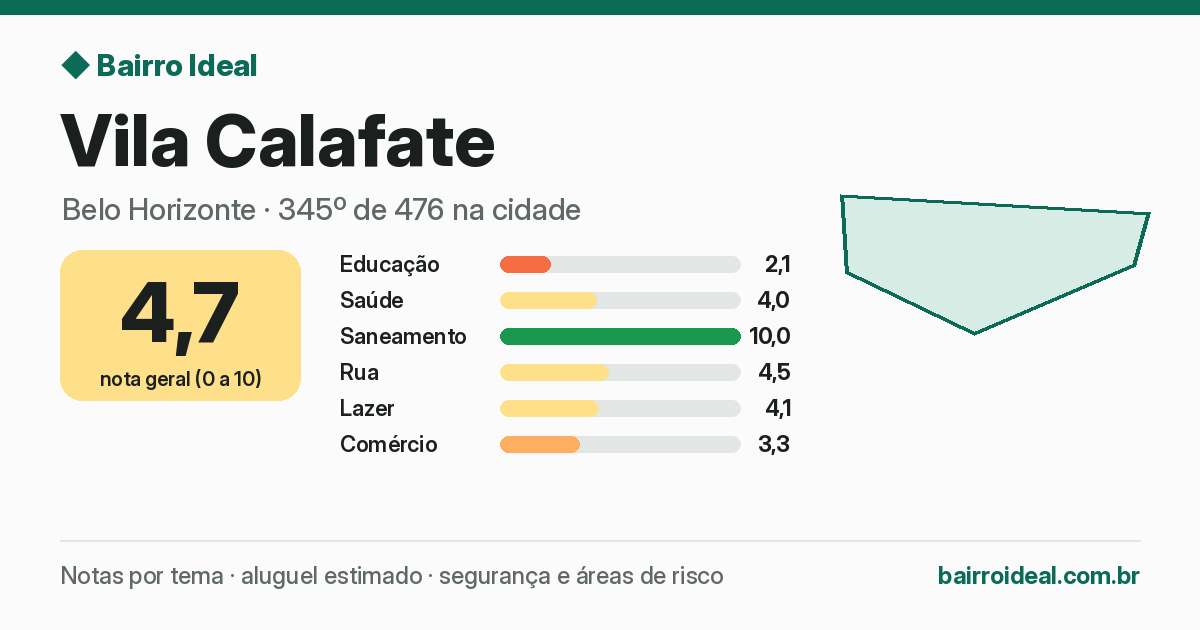 Bairro Ideal
Vila Calafate
Belo Horizonte · 345º de 476 na cidade
4,7
nota geral (0 a 10)
Educação 2,1
Saúde 4,0
Saneamento 10,0
Rua 4,5
Lazer 4,1
Comércio 3,3
Notas por tema · aluguel estimado · segurança e áreas de risco
bairroideal.com.br